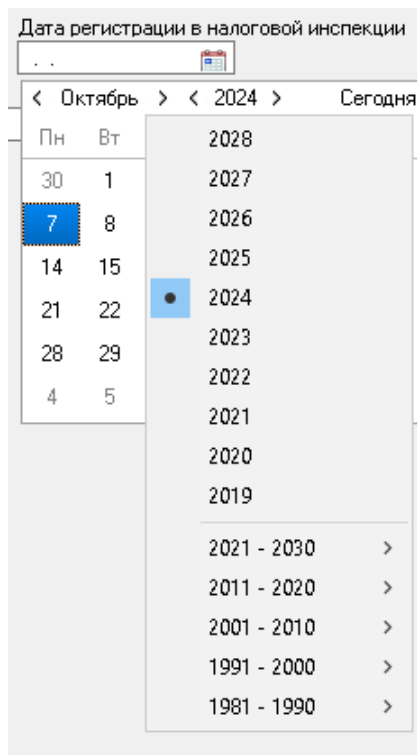 Дата регистрации в налоговой инспекции
. .
< Октябрь > < 2024 > Сегодня
Пн Вт
30 1
7 8
14 15
21 22
28 29
4 5
2028
2027
2026
2025
2024
2023
2022
2021
2020
2019
2021 - 2030 >
2011 - 2020 >
2001 - 2010 >
1991 - 2000 >
1981 - 1990 >